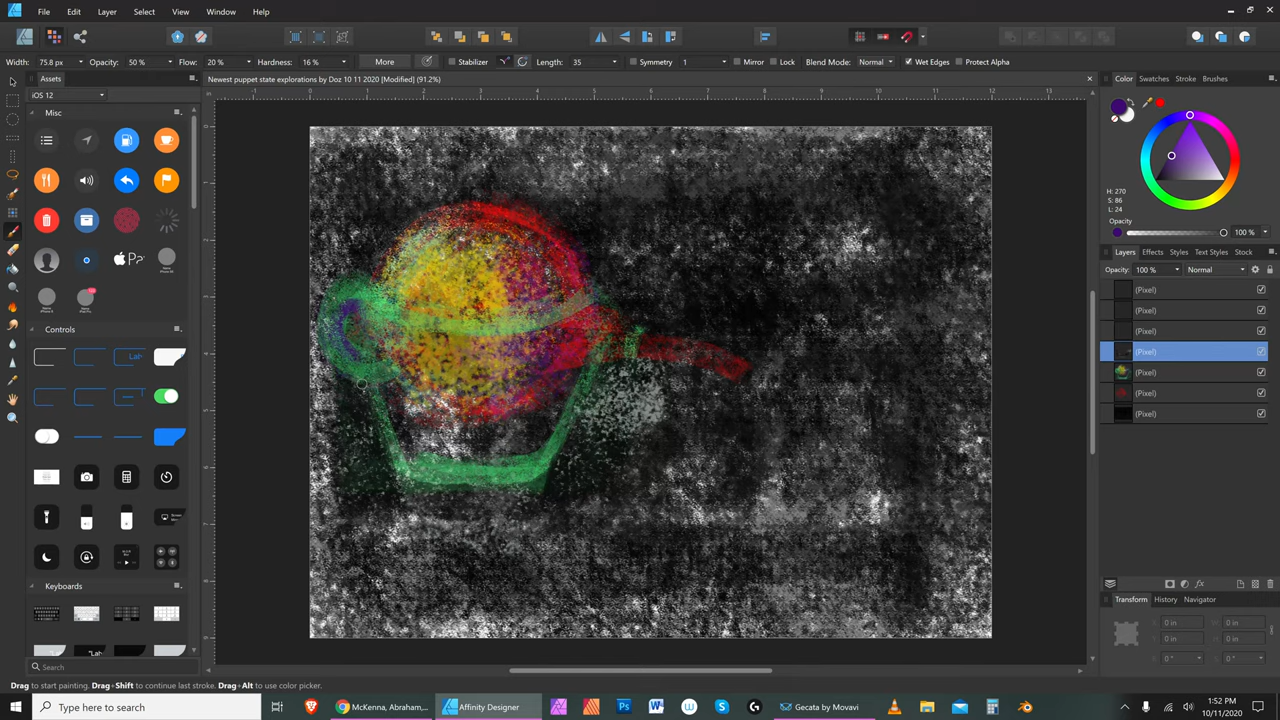 File Edit Layer Select View Window Help
Width: 75.8 px Opacity: 50 % Flow: 20 % Hardness: 16 % More Stabilizer Length: 35 Symmetry 1 Mirror Lock Blend Mode: Normal Wet Edges Protect Alpha
Assets
Newest puppet state explorations by Doz 10 11 2020 [Modified] (91.2%)
Color Swatches Stroke Brushes
iOS 12
Misc
H: 270
S: 86
L: 24
Opacity
100 %
Layers Effects Styles Text Styles Stock
Opacity: 100 % Normal
(Pixel)
(Pixel)
(Pixel)
(Pixel)
(Pixel)
(Pixel)
(Pixel)
Controls
Keyboards
Transform History Navigator
X: 0 in W: 0 in
Y: 0 in H: 0 in
R: 0 ° S: 0 °
Search
Drag to start painting. Drag+Shift to continue last stroke. Drag+Alt to use color picker.
Type here to search
McKenna, Abraham,...
Affinity Designer
Gecata by Movavi
1:52 PM
10/11/2020